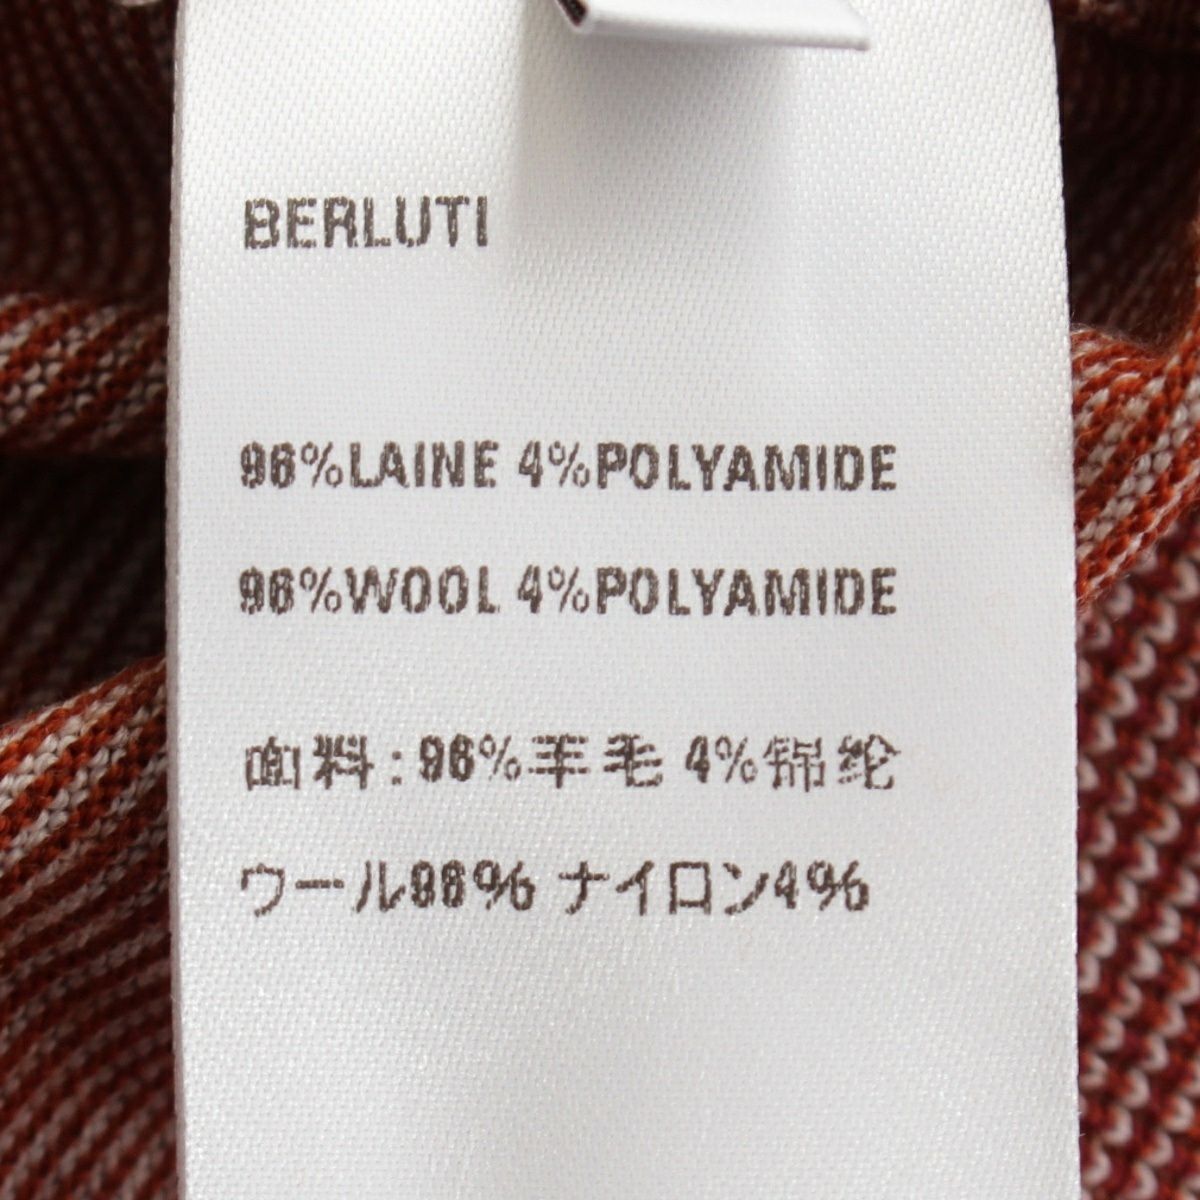 BERLUTI
96%LAINE 4%POLYAMIDE
96%WOOL 4%POLYAMIDE
面料:96%羊毛 4%锦纶
ウール96% ナイロン4%